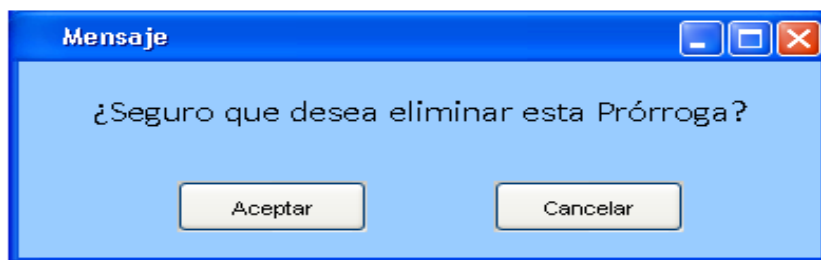 Mensaje
¿Seguro que desea eliminar esta Prórroga?
Aceptar Cancelar